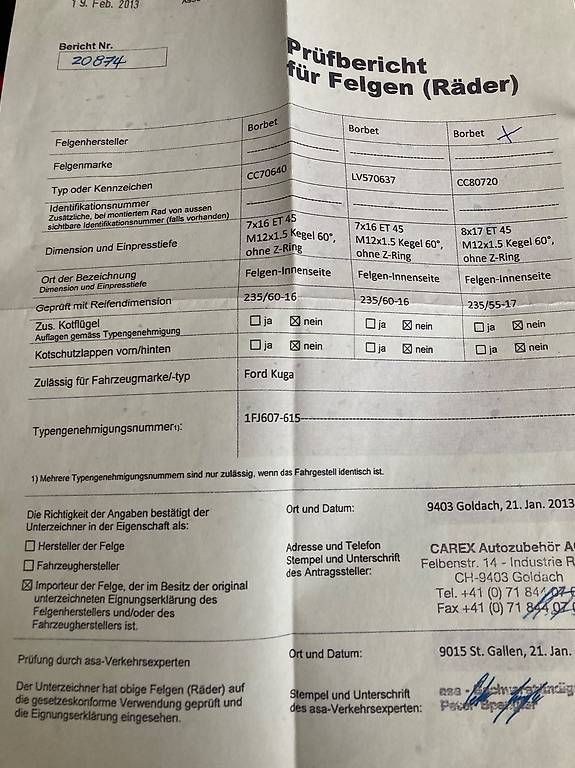 19. Feb. 2013
Bericht Nr.
20874
Prüfbericht
für Felgen (Räder)
Felgenhersteller Borbet Borbet Borbet X
Felgenmarke ---------------- ---------------- ----------------
Typ oder Kennzeichen CC70640 LV570637 CC80720
Identifikationsnummer
Zusätzliche, bei montiertem Rad von aussen
sichtbare Identifikationsnummer (falls vorhanden) ---------------- ---------------- ----------------
Dimension und Einpresstiefe 7x16 ET 45 7x16 ET 45 8x17 ET 45
M12x1.5 Kegel 60°, M12x1.5 Kegel 60°, M12x1.5 Kegel 60°,
ohne Z-Ring ohne Z-Ring ohne Z-Ring
Ort der Bezeichnung Felgen-Innenseite Felgen-Innenseite Felgen-Innenseite
Dimension und Einpresstiefe
Geprüft mit Reifendimension 235/60-16 235/60-16 235/55-17
Zus. Kotflügel ☐ ja ☒ nein ☐ ja ☒ nein ☐ ja ☒ nein
Auflagen gemäss Typengenehmigung
Kotschutzlappen vorn/hinten ☐ ja ☒ nein ☐ ja ☒ nein ☐ ja ☒ nein
Zulässig für Fahrzeugmarke/-typ Ford Kuga
Typengenehmigungsnummer1): 1FJ607-615----------------
1) Mehrere Typengenehmigungsnummern sind nur zulässig, wenn das Fahrgestell identisch ist.
Die Richtigkeit der Angaben bestätigt der
Unterzeichner in der Eigenschaft als:
☐ Hersteller der Felge
☐ Fahrzeughersteller
☒ Importeur der Felge, der im Besitz der original
unterzeichneten Eignungserklärung des
Felgenherstellers und/oder des
Fahrzeugherstellers ist.
Ort und Datum: 9403 Goldach, 21. Jan. 2013
Adresse und Telefon
Stempel und Unterschrift
des Antragssteller:
CAREX Autozubehör A
Felbenstr. 14 - Industrie R
CH-9403 Goldach
Tel. +41 (0) 71 844 07
Fax +41 (0) 71 844 07
Prüfung durch asa-Verkehrsexperten
Der Unterzeichner hat obige Felgen (Räder) auf
die gesetzeskonforme Verwendung geprüft und
die Eignungserklärung eingesehen.
Ort und Datum: 9015 St. Gallen, 21. Jan.
Stempel und Unterschrift
des asa-Verkehrsexperten:
asa -
Peter